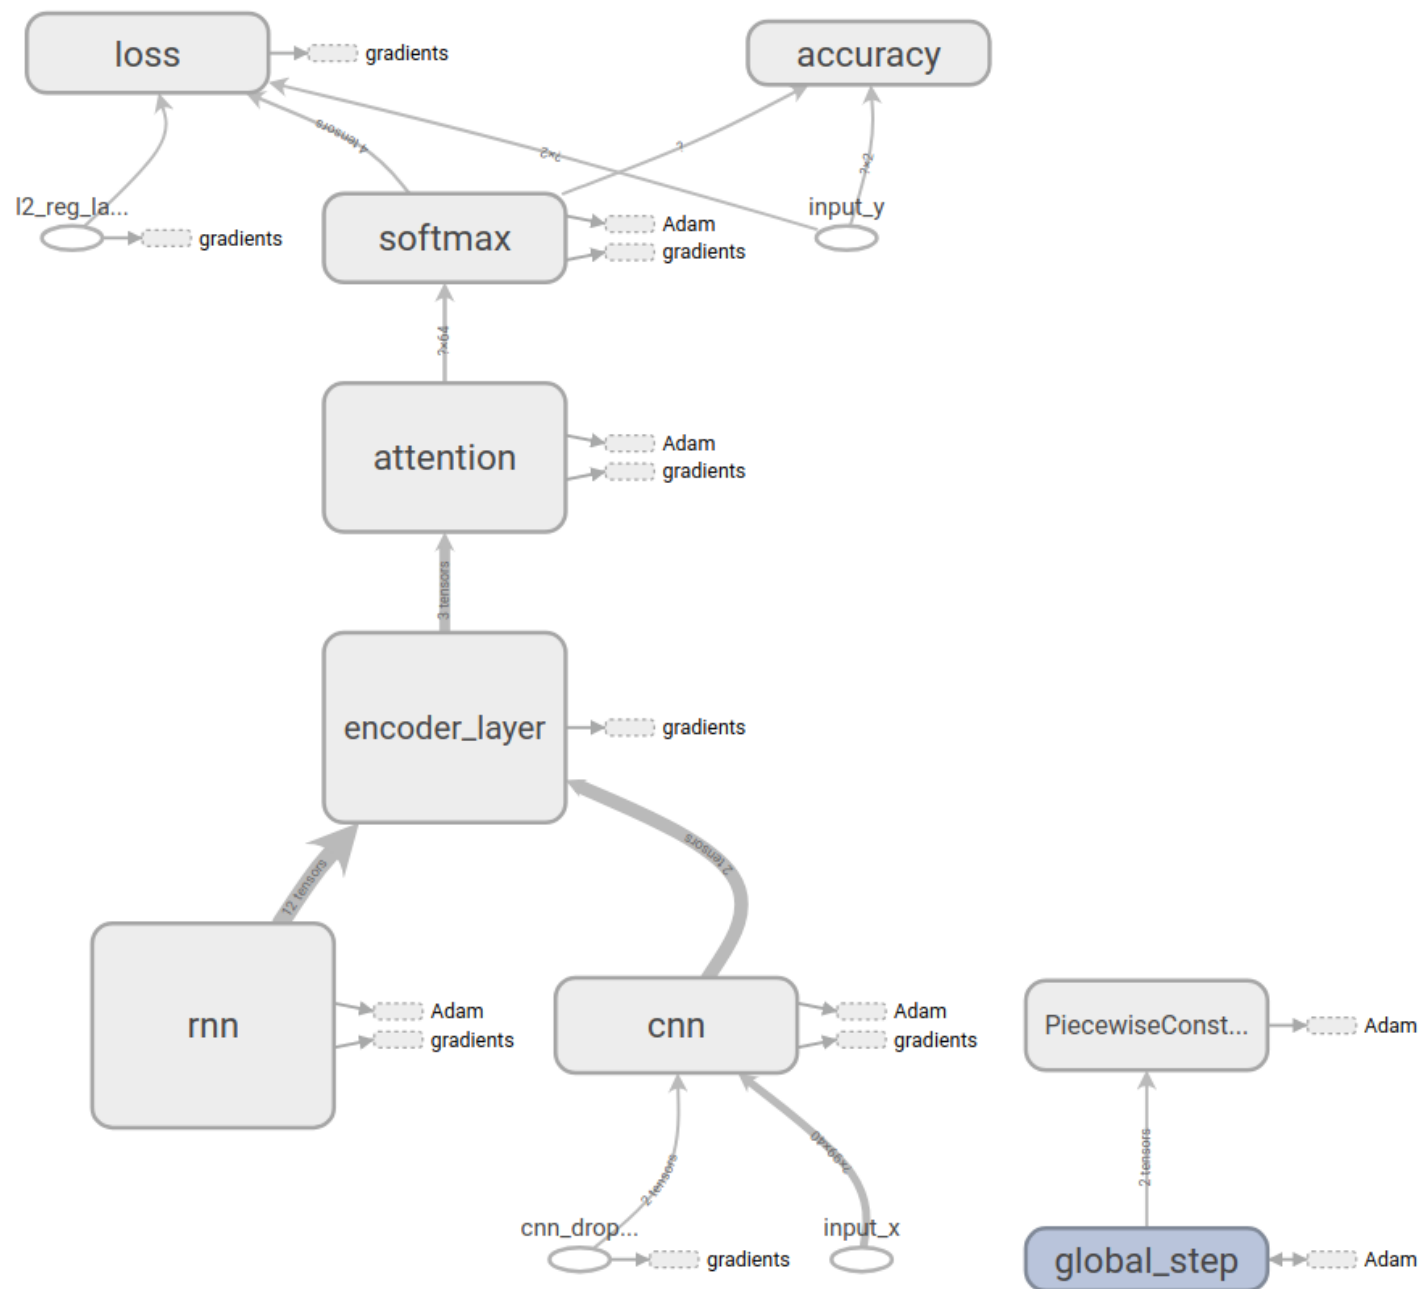 loss
gradients
accuracy
4 tensors
?×2
?
?×2
l2_reg_la...
gradients
softmax
Adam
gradients
input_y
?×64
attention
Adam
gradients
3 tensors
encoder_layer
gradients
12 tensors
2 tensors
rnn
Adam
gradients
cnn
Adam
gradients
PiecewiseConst...
Adam
2 tensors
?×99×40
2 tensors
cnn_drop...
gradients
input_x
global_step
Adam